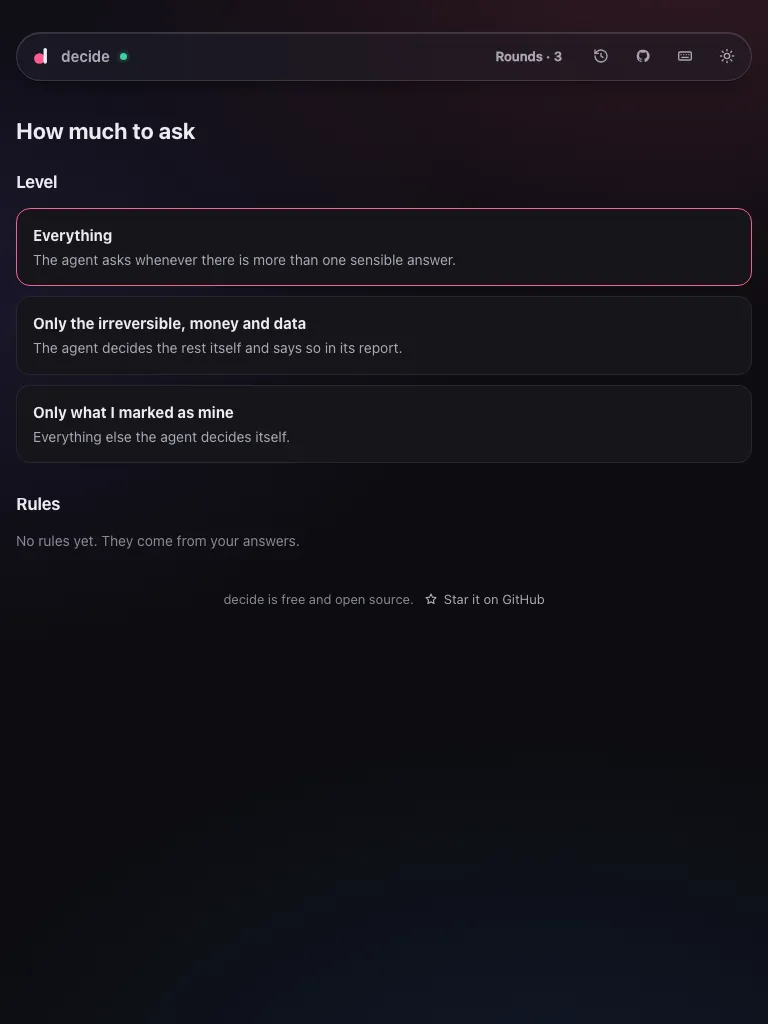 decide
Rounds · 3
How much to ask
Level
Everything
The agent asks whenever there is more than one sensible answer.
Only the irreversible, money and data
The agent decides the rest itself and says so in its report.
Only what I marked as mine
Everything else the agent decides itself.
Rules
No rules yet. They come from your answers.
decide is free and open source. Star it on GitHub